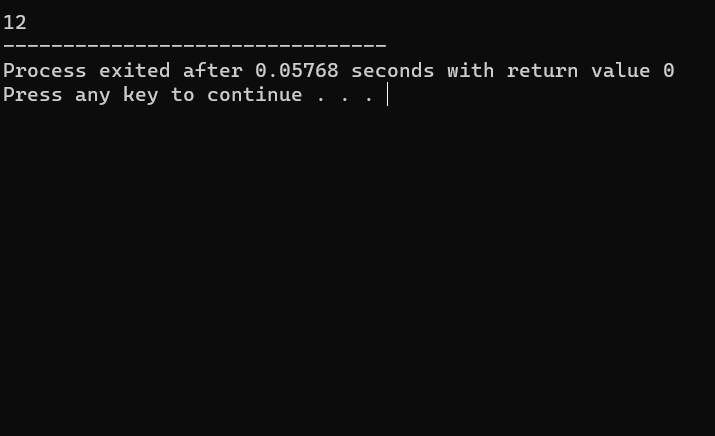 12
--------------------------------
Process exited after 0.05768 seconds with return value 0
Press any key to continue . . .